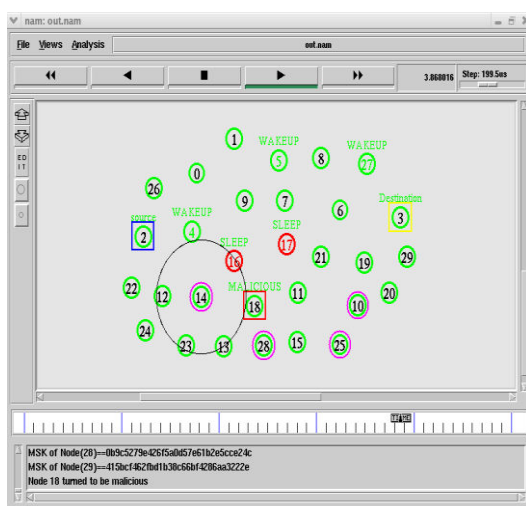 nam: out.nam
File Views Analysis out.nam
3.868016 Step: 199.5us
ED
IT
1
WAKEUP
5
8
WAKEUP
27
0
26
9
7
6
Destination
3
source
2
WAKEUP
4
SLEEP
16
SLEEP
17
21
19
29
22
12
14
MALICIOUS
18
11
10
20
24
23
13
28
15
25
MSK of Node(28)==0b9c5279e426f5a0d57e61b2e5cce24c
MSK of Node(29)==415bcf462fbd1b38c66bf4286aa3222e
Node 18 turned to be malicious